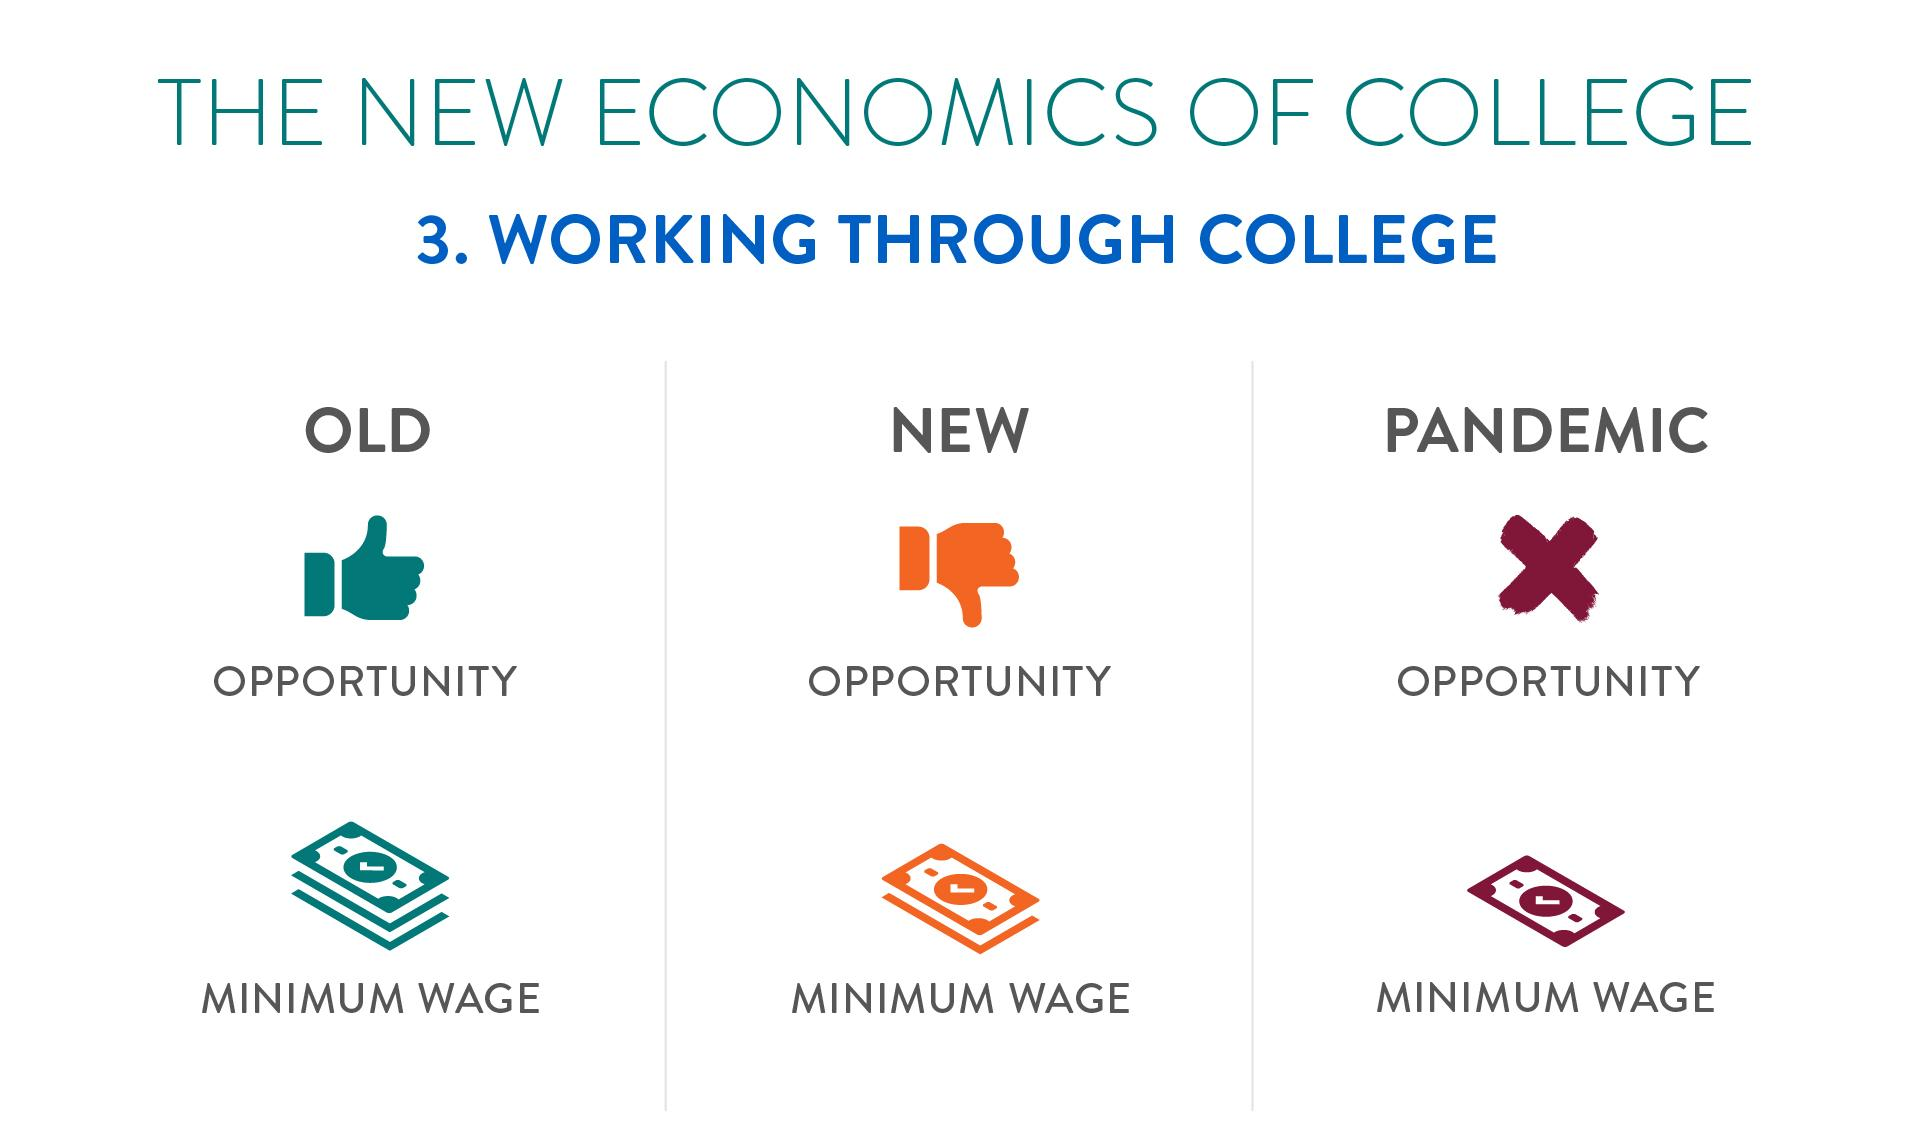 THE NEW ECONOMICS OF COLLEGE
3. WORKING THROUGH COLLEGE
OLD
OPPORTUNITY
MINIMUM WAGE
NEW
OPPORTUNITY
MINIMUM WAGE
PANDEMIC
OPPORTUNITY
MINIMUM WAGE